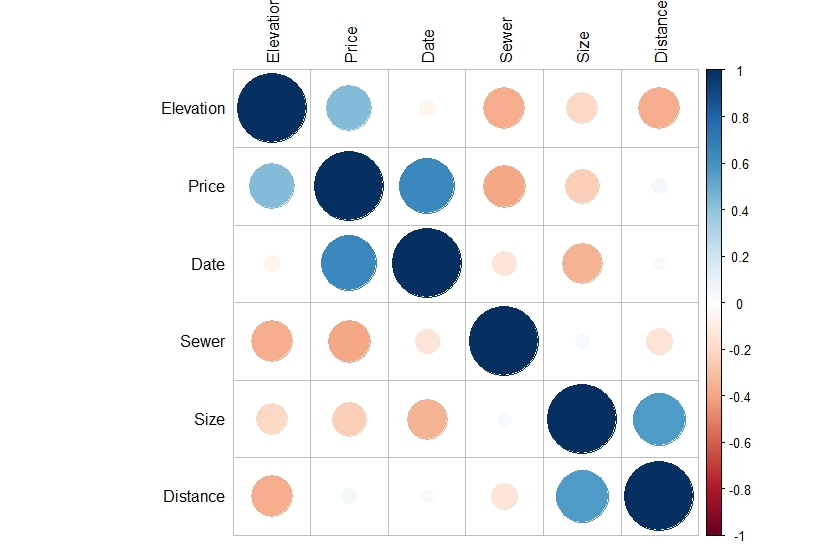 Elevation
Price
Date
Sewer
Size
Distance
Elevation
Price
Date
Sewer
Size
Distance
1
0.8
0.6
0.4
0.2
0
-0.2
-0.4
-0.6
-0.8
-1